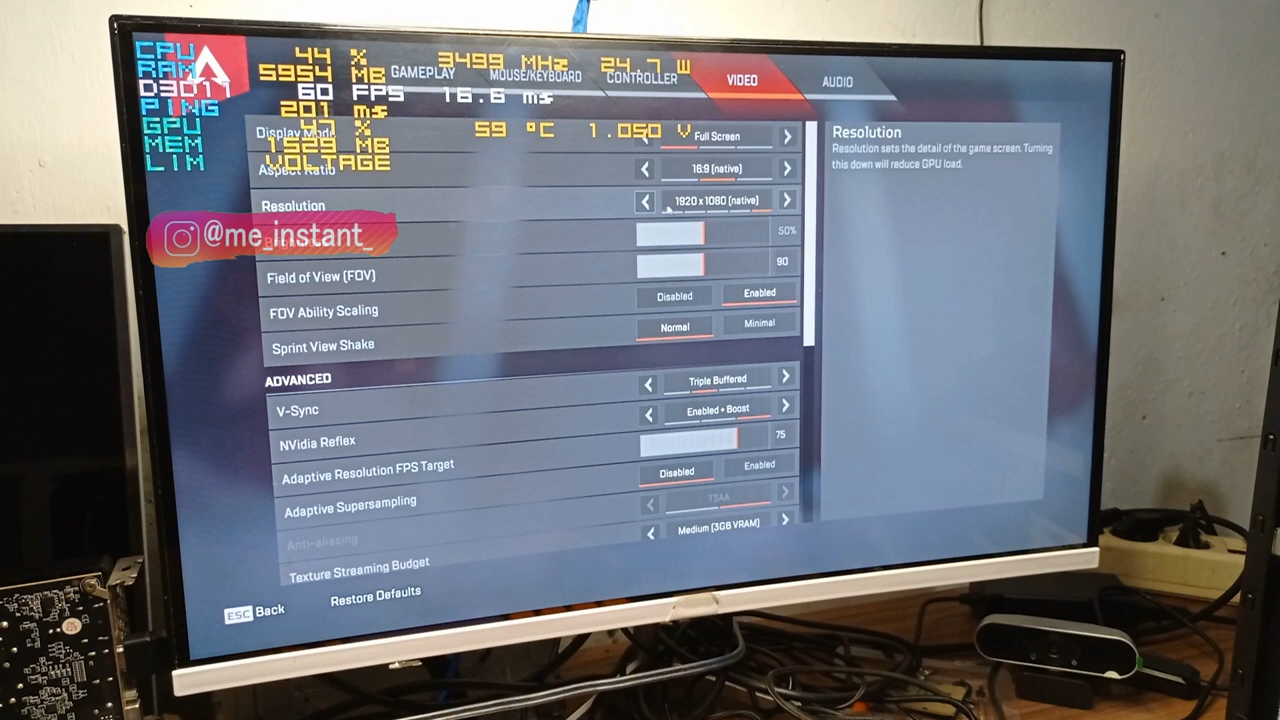 CPU 44 % 3499 MHz 24.7 W
RAM 5954 MB
D3D11 60 FPS 16.6 ms
PING 201 ms
GPU 47 % 59 °C 1.050 V
MEM 1529 MB
LIM VOLTAGE
GAMEPLAY MOUSE/KEYBOARD CONTROLLER VIDEO AUDIO
Display Mode Full Screen
Aspect Ratio 16:9 (native)
Resolution 1920 x 1080 (native)
@me_instant_
50%
Field of View (FOV) 90
FOV Ability Scaling Disabled Enabled
Sprint View Shake Normal Minimal
ADVANCED
V-Sync Triple Buffered
NVidia Reflex Enabled + Boost
Adaptive Resolution FPS Target 75
Adaptive Supersampling Disabled Enabled
Anti-aliasing TSAA
Texture Streaming Budget Medium (3GB VRAM)
ESC Back Restore Defaults
Resolution
Resolution sets the detail of the game screen. Turning
this down will reduce GPU load.